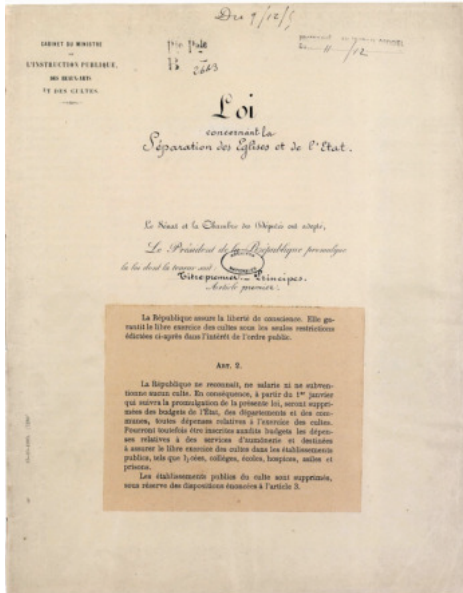 Du 9/12/5
CABINET DU MINISTRE
DE
L'INSTRUCTION PUBLIQUE,
DES BEAUX-ARTS
ET DES CULTES.
11/12
Loi
concernant la
Séparation des Églises et de l'Etat.
Le Sénat et la Chambre des Députés ont adopté,
Le Président de la République promulgue
la loi dont la teneur suit :
Titre premier _ Principes.
Article premier.
La République assure la liberté de conscience. Elle ga-
rantit le libre exercice des cultes sous les seules restrictions
édictées ci-après dans l'intérêt de l'ordre public.
ART. 2.
La République ne reconnaît, ne salarie ni ne subven-
tionne aucun culte. En conséquence, à partir du 1er janvier
qui suivra la promulgation de la présente loi, seront suppri-
mées des budgets de l'État, des départements et des com-
munes, toutes dépenses relatives à l'exercice des cultes.
Pourront toutefois être inscrites auxdits budgets les dépen-
ses relatives à des services d'aumônerie et destinées
à assurer le libre exercice des cultes dans les établissements
publics, tels que lycées, collèges, écoles, hospices, asiles et
prisons.
Les établissements publics du culte sont supprimés,
sous réserve des dispositions énoncées à l'article 3.